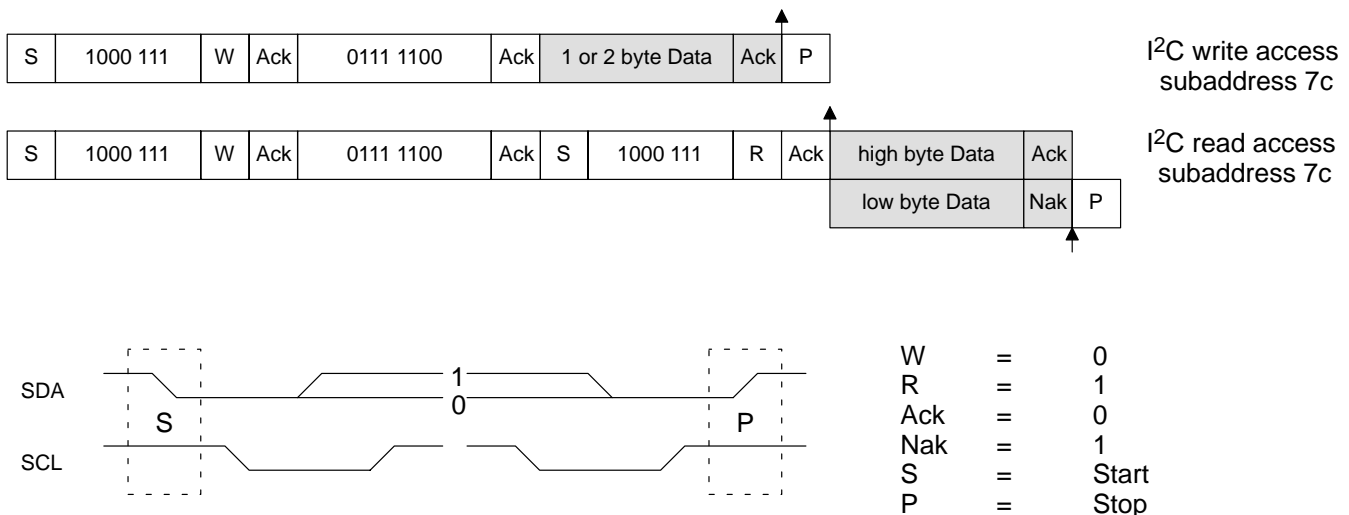 S 1000 111 W Ack 0111 1100 Ack 1 or 2 byte Data Ack P
I2C write access
subaddress 7c
S 1000 111 W Ack 0111 1100 Ack S 1000 111 R Ack high byte Data Ack
I2C read access
subaddress 7c
low byte Data Nak P
SDA
1
0
S
P
SCL
W = 0
R = 1
Ack = 0
Nak = 1
S = Start
P = Stop